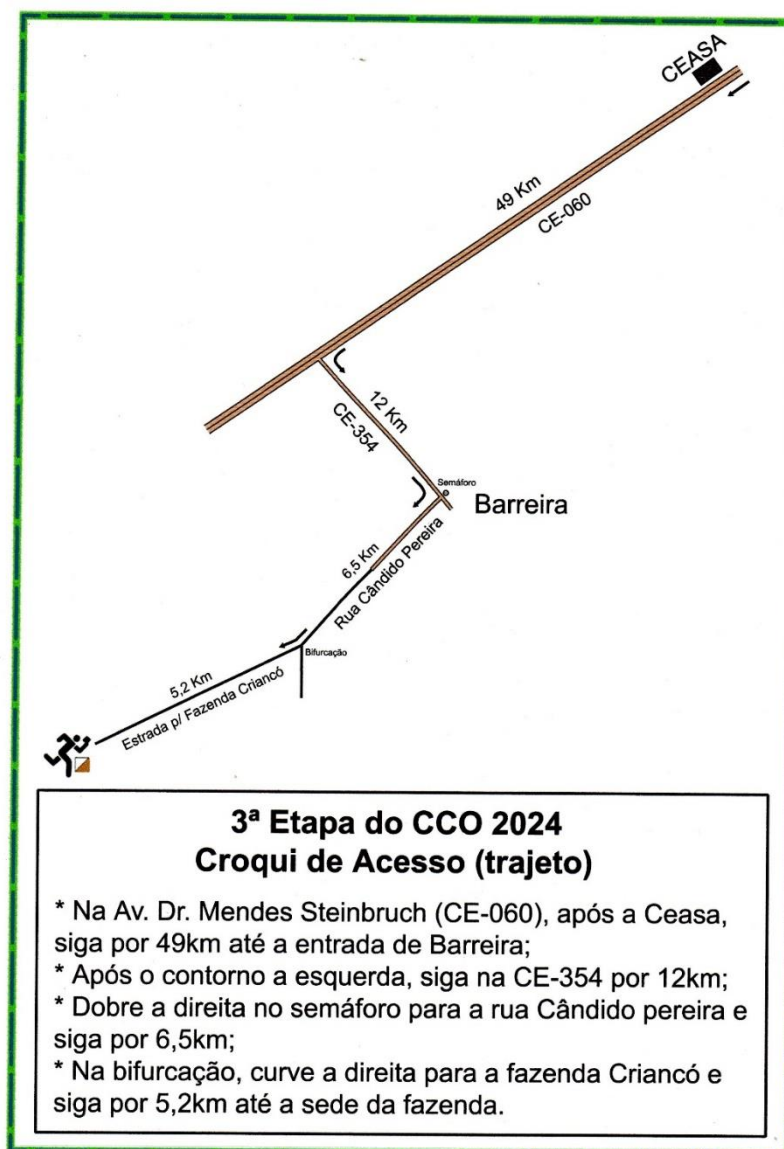 CEASA
49 Km
CE-060
12 Km
CE-354
Semáforo
Barreira
6,5 Km
Rua Cândido Pereira
Bifurcação
5,2 Km
Estrada p/ Fazenda Criancó
3ª Etapa do CCO 2024
Croqui de Acesso (trajeto)
* Na Av. Dr. Mendes Steinbruch (CE-060), após a Ceasa,
siga por 49km até a entrada de Barreira;
* Após o contorno a esquerda, siga na CE-354 por 12km;
* Dobre a direita no semáforo para a rua Cândido pereira e
siga por 6,5km;
* Na bifurcação, curve a direita para a fazenda Criancó e
siga por 5,2km até a sede da fazenda.